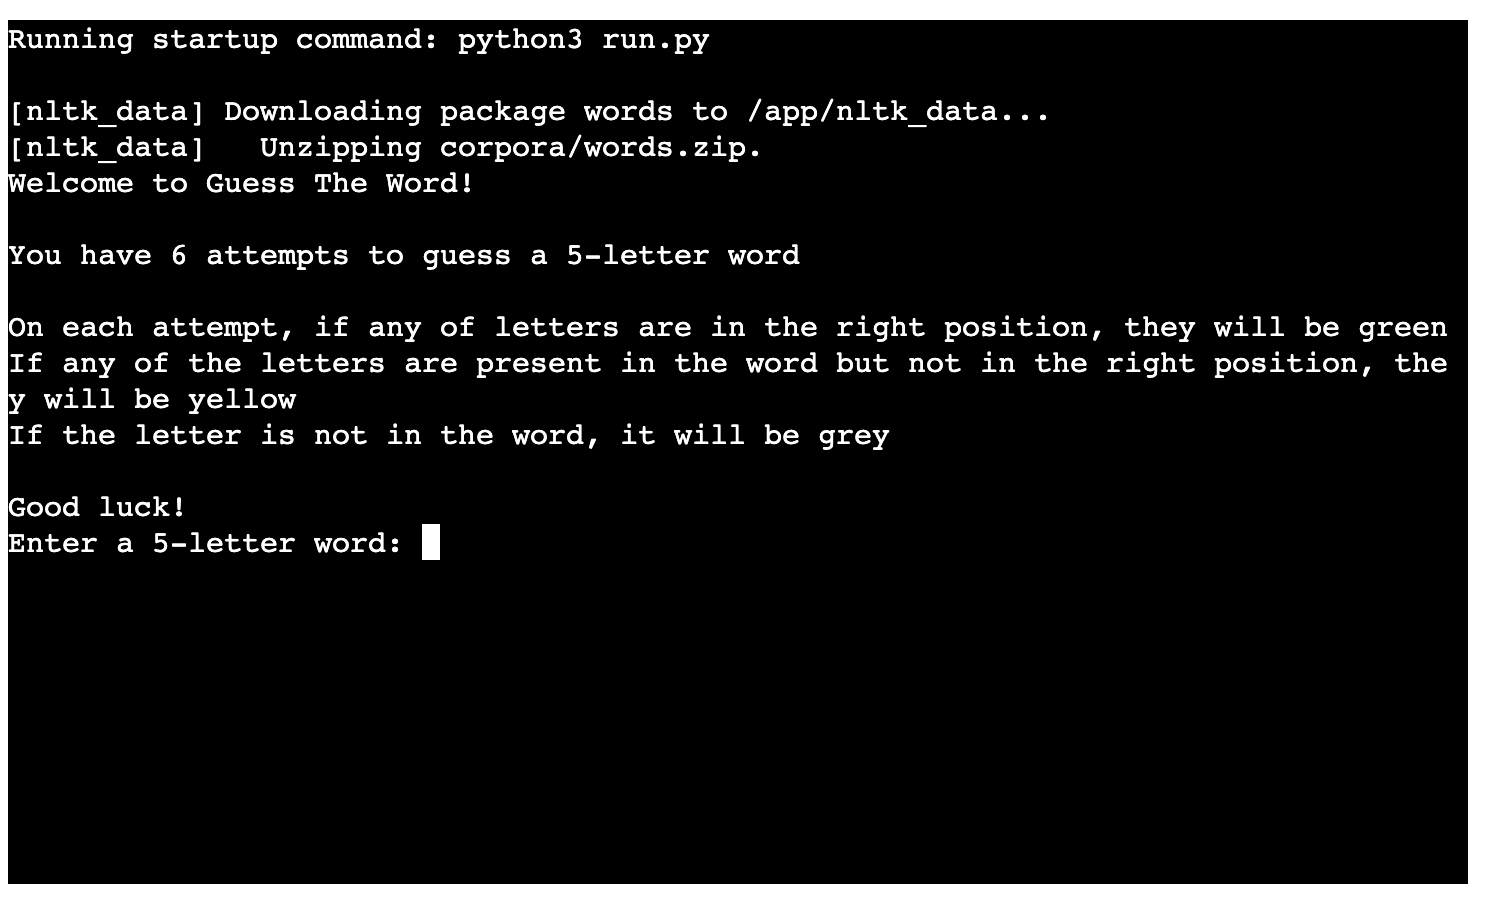 Running startup command: python3 run.py
[nltk_data] Downloading package words to /app/nltk_data...
[nltk_data]   Unzipping corpora/words.zip.
Welcome to Guess The Word!
You have 6 attempts to guess a 5-letter word
On each attempt, if any of letters are in the right position, they will be green
If any of the letters are present in the word but not in the right position, the
y will be yellow
If the letter is not in the word, it will be grey
Good luck!
Enter a 5-letter word: